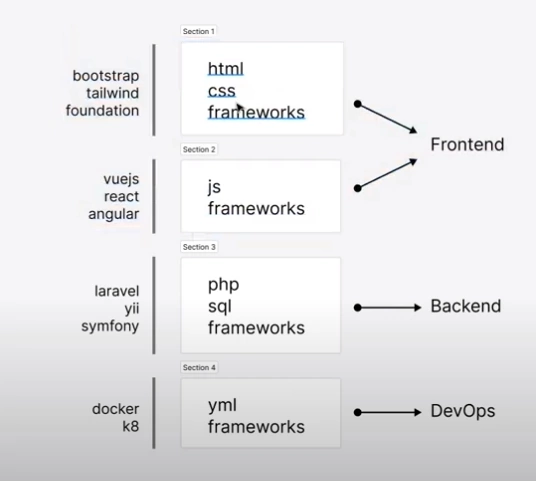 Section 1
bootstrap
tailwind
foundation
html
css
frameworks
Section 2
vuejs
react
angular
js
frameworks
Frontend
Section 3
laravel
yii
symfony
php
sql
frameworks
Backend
Section 4
docker
k8
yml
frameworks
DevOps